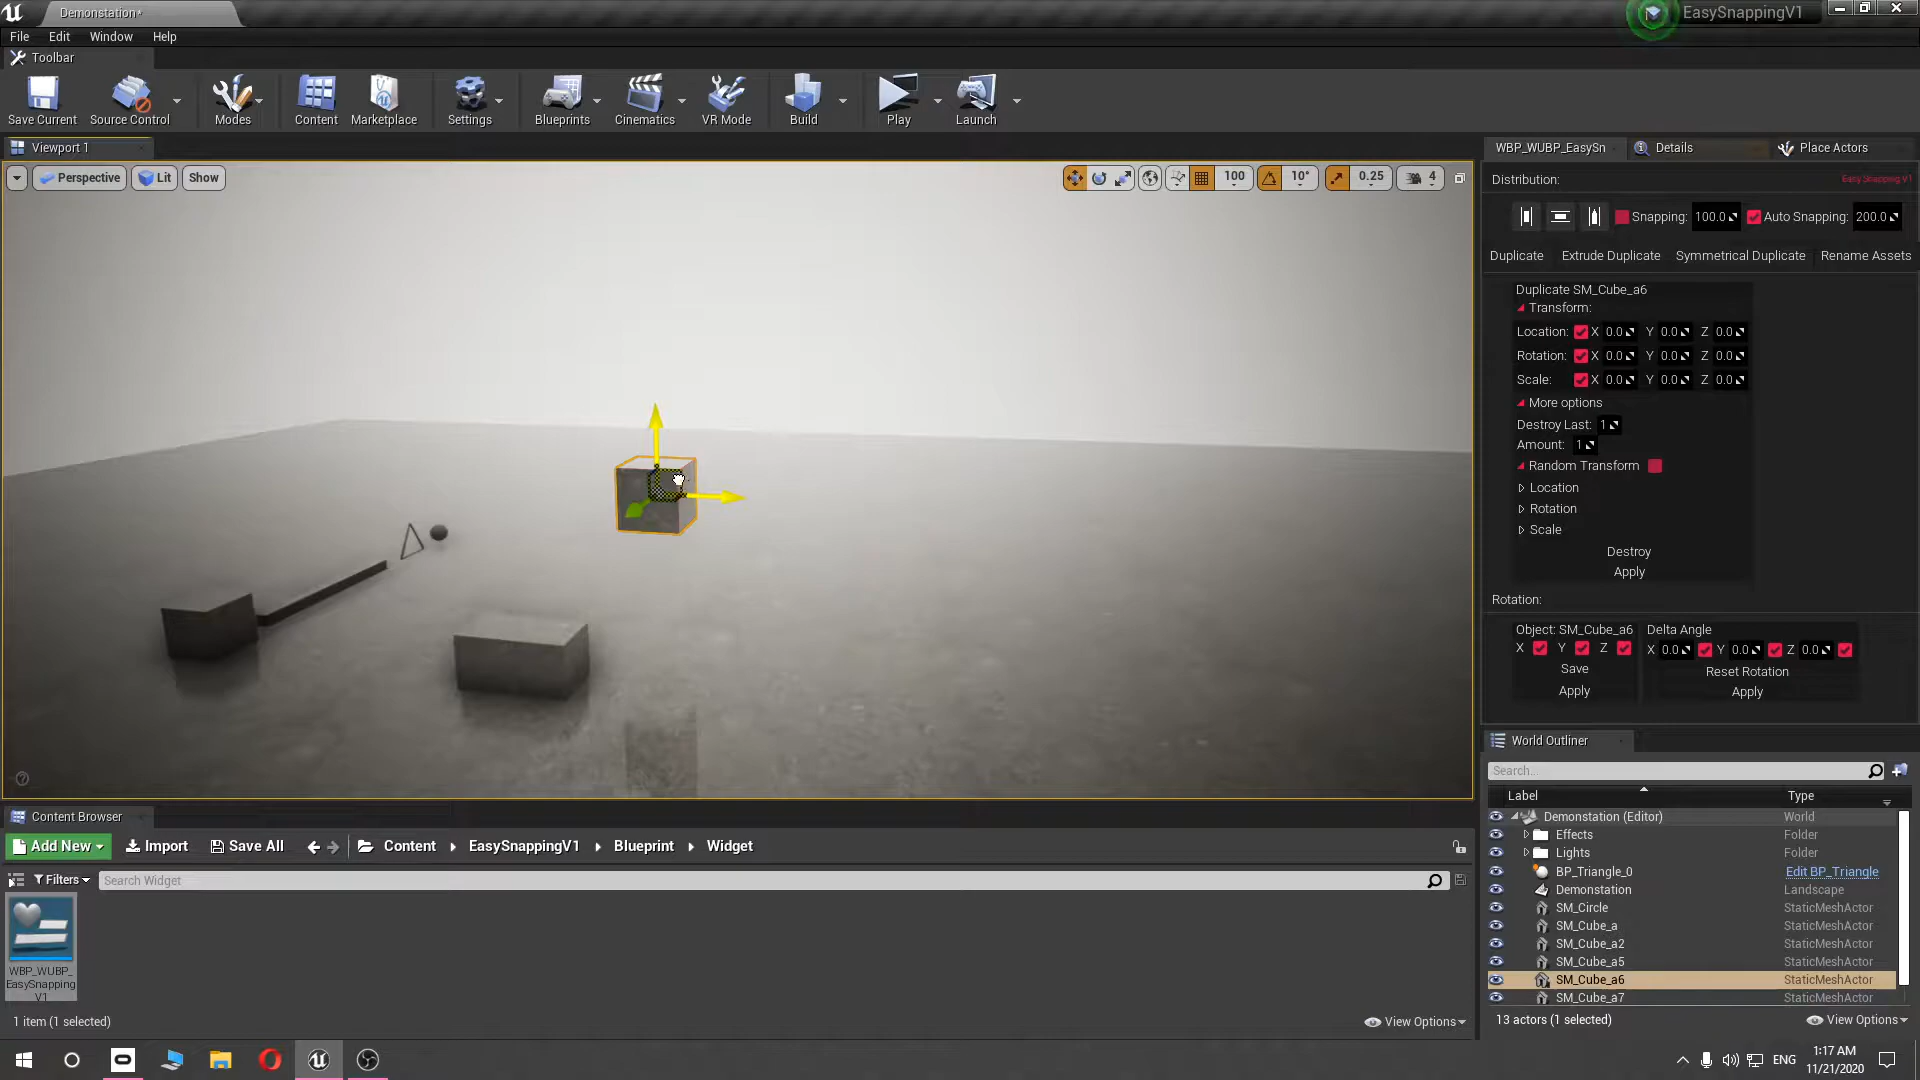 Demonstation*
EasySnappingV1
File Edit Window Help
Toolbar
Save Current Source Control Modes Content Marketplace Settings Blueprints Cinematics VR Mode Build Play Launch
Viewport 1
Perspective Lit Show
100 10° 0.25 4
WBP_WUBP_EasySn Details Place Actors
Distribution:
Easy Snapping V1
Snapping: 100.0 Auto Snapping: 200.0
Duplicate Extrude Duplicate Symmetrical Duplicate Rename Assets
Duplicate SM_Cube_a6
Transform:
Location: X 0.0 Y 0.0 Z 0.0
Rotation: X 0.0 Y 0.0 Z 0.0
Scale: X 0.0 Y 0.0 Z 0.0
More options
Destroy Last: 1
Amount: 1
Random Transform
Location
Rotation
Scale
Destroy
Apply
Rotation:
Object: SM_Cube_a6 Delta Angle
X Y Z X 0.0 Y 0.0 Z 0.0
Save Reset Rotation
Apply Apply
World Outliner
Search...
Label Type
Demonstation (Editor) World
Effects Folder
Lights Folder
BP_Triangle_0 Edit BP_Triangle
Demonstation Landscape
SM_Circle StaticMeshActor
SM_Cube_a StaticMeshActor
SM_Cube_a2 StaticMeshActor
SM_Cube_a5 StaticMeshActor
SM_Cube_a6 StaticMeshActor
SM_Cube_a7 StaticMeshActor
13 actors (1 selected) View Options
Content Browser
Add New Import Save All Content EasySnappingV1 Blueprint Widget
Filters Search Widget
WBP_WUBP_
EasySnapping
V1
1 item (1 selected) View Options
ENG 1:17 AM
11/21/2020